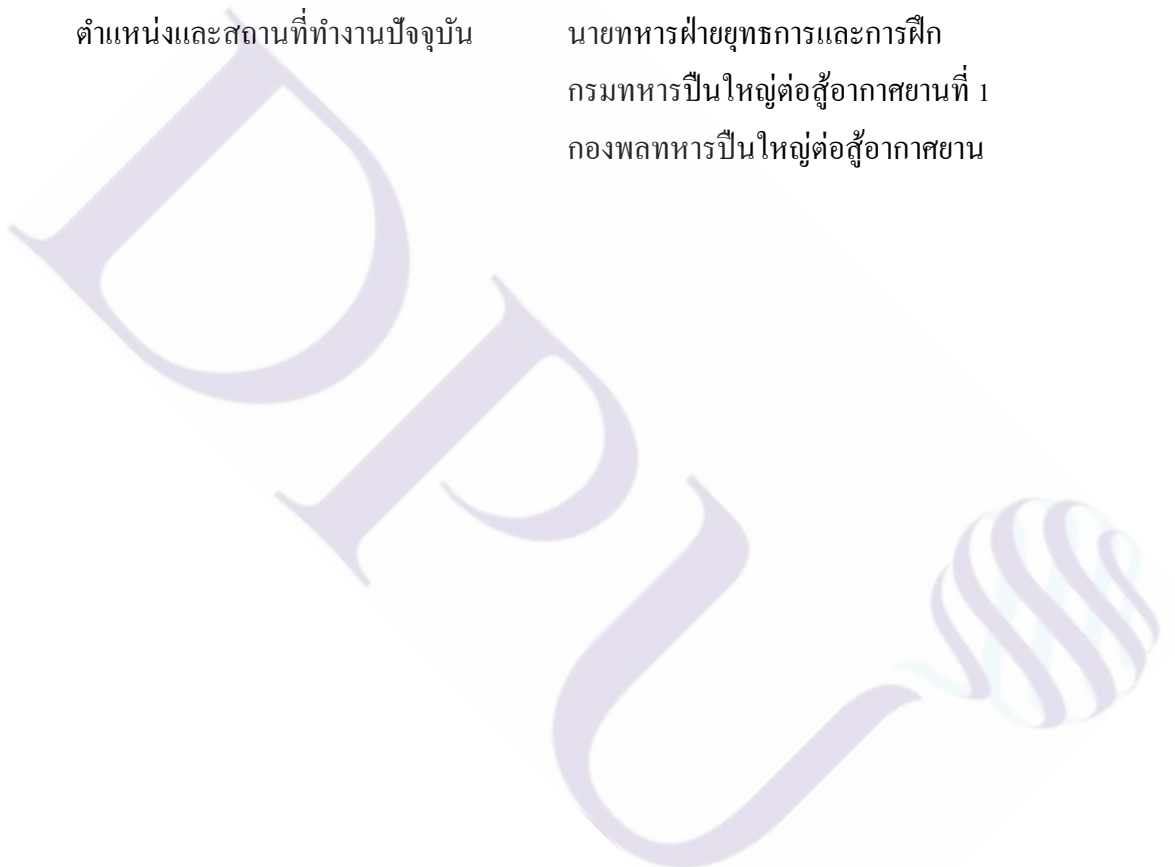 ตำแหน่งและสถานที่ทำงานปัจจุบัน นายทหารฝ่ายยุทธการและการฝึก
กรมทหารปืนใหญ่ต่อสู้อากาศยานที่ 1
กองพลทหารปืนใหญ่ต่อสู้อากาศยาน
DPU